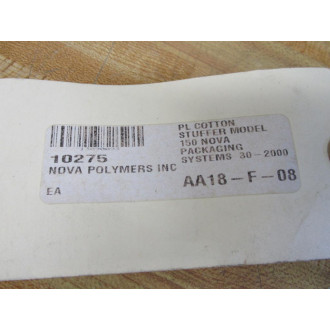 PL COTTON
STUFFER MODEL
150 NOVA
PACKAGING
SYSTEMS 30-2000
10275
NOVA POLYMERS INC
EA
AA18-F-08